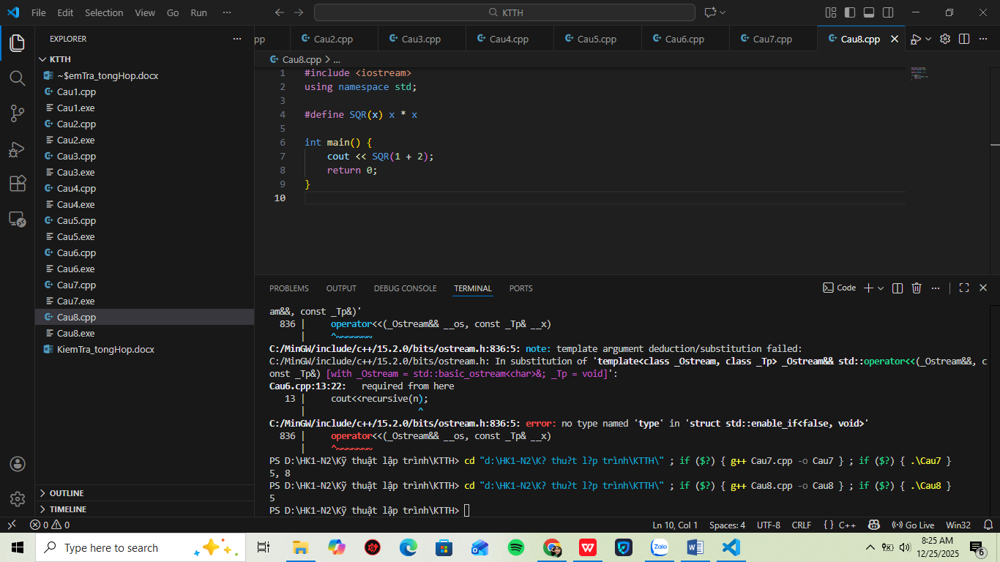 File Edit Selection View Go Run ··· KTTH
EXPLORER ···
KTTH
~$emTra_tongHop.docx
Cau1.cpp
Cau1.exe
Cau2.cpp
Cau2.exe
Cau3.cpp
Cau3.exe
Cau4.cpp
Cau4.exe
Cau5.cpp
Cau5.exe
Cau6.cpp
Cau6.exe
Cau7.cpp
Cau7.exe
Cau8.cpp
Cau8.exe
KiemTra_tongHop.docx
OUTLINE
TIMELINE
pp Cau2.cpp Cau3.cpp Cau4.cpp Cau5.cpp Cau6.cpp Cau7.cpp Cau8.cpp
Cau8.cpp > ...
1 #include <iostream>
2 using namespace std;
3
4 #define SQR(x) x * x
5
6 int main() {
7 cout << SQR(1 + 2);
8 return 0;
9 }
10
PROBLEMS OUTPUT DEBUG CONSOLE TERMINAL PORTS Code
am&&, const _Tp&)'
836 | operator<<(_Ostream&& __os, const _Tp& __x)
| ^~~~~~~~
C:/MinGW/include/c++/15.2.0/bits/ostream.h:836:5: note: template argument deduction/substitution failed:
C:/MinGW/include/c++/15.2.0/bits/ostream.h: In substitution of 'template<class _Ostream, class _Tp> _Ostream&& std::operator<<(_Ostream&&, c
onst _Tp&) [with _Ostream = std::basic_ostream<char>&; _Tp = void]':
Cau6.cpp:13:22: required from here
13 | cout<<recursive(n);
| ^
C:/MinGW/include/c++/15.2.0/bits/ostream.h:836:5: error: no type named 'type' in 'struct std::enable_if<false, void>'
836 | operator<<(_Ostream&& __os, const _Tp& __x)
| ^~~~~~~~
PS D:\HK1-N2\Kỹ thuật lập trình\KTTH> cd "d:\HK1-N2\K? thu?t l?p trình\KTTH\" ; if ($?) { g++ Cau7.cpp -o Cau7 } ; if ($?) { .\Cau7 }
5, 8
PS D:\HK1-N2\Kỹ thuật lập trình\KTTH> cd "d:\HK1-N2\K? thu?t l?p trình\KTTH\" ; if ($?) { g++ Cau8.cpp -o Cau8 } ; if ($?) { .\Cau8 }
5
PS D:\HK1-N2\Kỹ thuật lập trình\KTTH>
0 0 Ln 10, Col 1 Spaces: 4 UTF-8 CRLF {} C++ Go Live Win32
Type here to search
Zalo
8:25 AM
12/25/2025
6